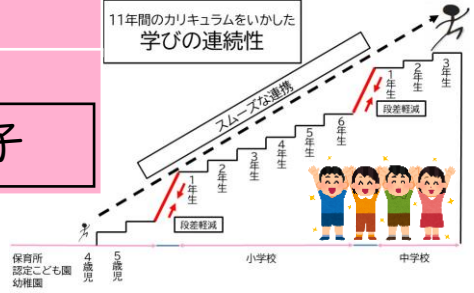 11年間のカリキュラムをいかした
学びの連続性
スムーズな連携
子
4歳児
5歳児
段差軽減
1年生
2年生
3年生
4年生
5年生
6年生
段差軽減
1年生
2年生
3年生
保育所
認定こども園
幼稚園
小学校
中学校